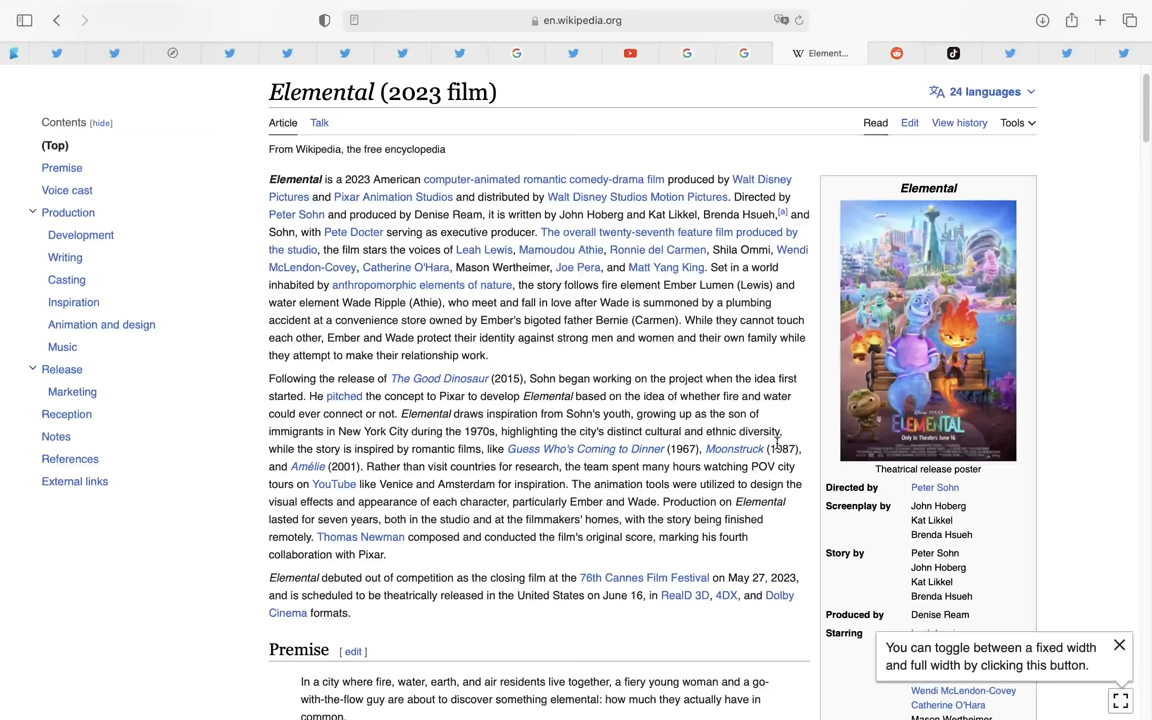 en.wikipedia.org
W Element...
Elemental (2023 film)
24 languages
Contents [hide]
Article Talk
Read Edit View history Tools
(Top)
From Wikipedia, the free encyclopedia
Premise
Voice cast
Production
Development
Writing
Casting
Inspiration
Animation and design
Music
Release
Marketing
Reception
Notes
References
External links
Elemental is a 2023 American computer-animated romantic comedy-drama film produced by Walt Disney
Pictures and Pixar Animation Studios and distributed by Walt Disney Studios Motion Pictures. Directed by
Peter Sohn and produced by Denise Ream, it is written by John Hoberg and Kat Likkel, Brenda Hsueh,[a] and
Sohn, with Pete Docter serving as executive producer. The overall twenty-seventh feature film produced by
the studio, the film stars the voices of Leah Lewis, Mamoudou Athie, Ronnie del Carmen, Shila Ommi, Wendi
McLendon-Covey, Catherine O'Hara, Mason Wertheimer, Joe Pera, and Matt Yang King. Set in a world
inhabited by anthropomorphic elements of nature, the story follows fire element Ember Lumen (Lewis) and
water element Wade Ripple (Athie), who meet and fall in love after Wade is summoned by a plumbing
accident at a convenience store owned by Ember's bigoted father Bernie (Carmen). While they cannot touch
each other, Ember and Wade protect their identity against strong men and women and their own family while
they attempt to make their relationship work.
Following the release of The Good Dinosaur (2015), Sohn began working on the project when the idea first
started. He pitched the concept to Pixar to develop Elemental based on the idea of whether fire and water
could ever connect or not. Elemental draws inspiration from Sohn's youth, growing up as the son of
immigrants in New York City during the 1970s, highlighting the city's distinct cultural and ethnic diversity,
while the story is inspired by romantic films, like Guess Who's Coming to Dinner (1967), Moonstruck (1987),
and Amélie (2001). Rather than visit countries for research, the team spent many hours watching POV city
tours on YouTube like Venice and Amsterdam for inspiration. The animation tools were utilized to design the
visual effects and appearance of each character, particularly Ember and Wade. Production on Elemental
lasted for seven years, both in the studio and at the filmmakers' homes, with the story being finished
remotely. Thomas Newman composed and conducted the film's original score, marking his fourth
collaboration with Pixar.
Elemental debuted out of competition as the closing film at the 76th Cannes Film Festival on May 27, 2023,
and is scheduled to be theatrically released in the United States on June 16, in RealD 3D, 4DX, and Dolby
Cinema formats.
Premise [ edit ]
In a city where fire, water, earth, and air residents live together, a fiery young woman and a go-
with-the-flow guy are about to discover something elemental: how much they actually have in
common.
Elemental
Disney PIXAR
ELEMENTAL
Only In Theaters June 16
Theatrical release poster
Directed by Peter Sohn
Screenplay by John Hoberg
Kat Likkel
Brenda Hsueh
Story by Peter Sohn
John Hoberg
Kat Likkel
Brenda Hsueh
Produced by Denise Ream
Starring
You can toggle between a fixed width
and full width by clicking this button.
Wendi McLendon-Covey
Catherine O'Hara
Mason Wertheimer